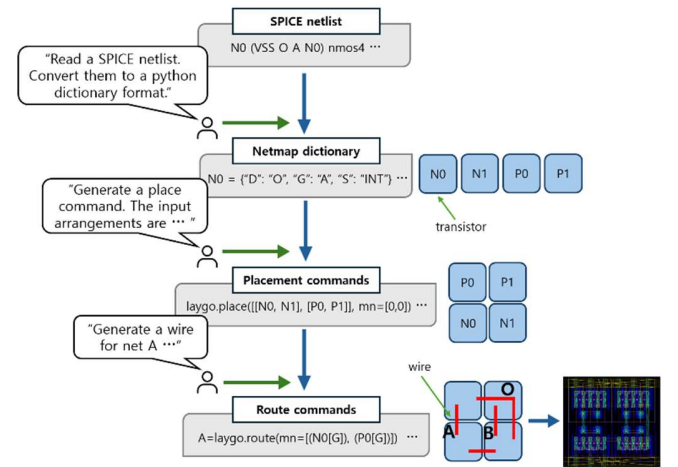 SPICE netlist
N0 (VSS O A N0) nmos4 ⋯
“Read a SPICE netlist.
Convert them to a python
dictionary format.”
Netmap dictionary
N0 = {“D”: “O”, “G”: “A”, “S”: “INT”} ⋯
N0 N1 P0 P1
transistor
“Generate a place
command. The input
arrangements are ⋯ ”
Placement commands
laygo.place([[N0, N1], [P0, P1]], mn=[0,0]) ⋯
P0 P1
N0 N1
“Generate a wire
for net A ⋯“
wire
Route commands
A=laygo.route(mn=[(N0[G]), (P0[G])]) ⋯
O
A B